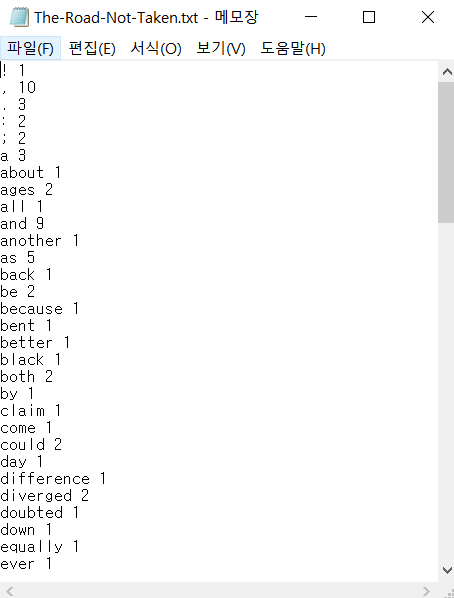 The-Road-Not-Taken.txt - 메모장
파일(F) 편집(E) 서식(O) 보기(V) 도움말(H)
! 1
, 10
. 3
: 2
; 2
a 3
about 1
ages 2
all 1
and 9
another 1
as 5
back 1
be 2
because 1
bent 1
better 1
black 1
both 2
by 1
claim 1
come 1
could 2
day 1
difference 1
diverged 2
doubted 1
down 1
equally 1
ever 1